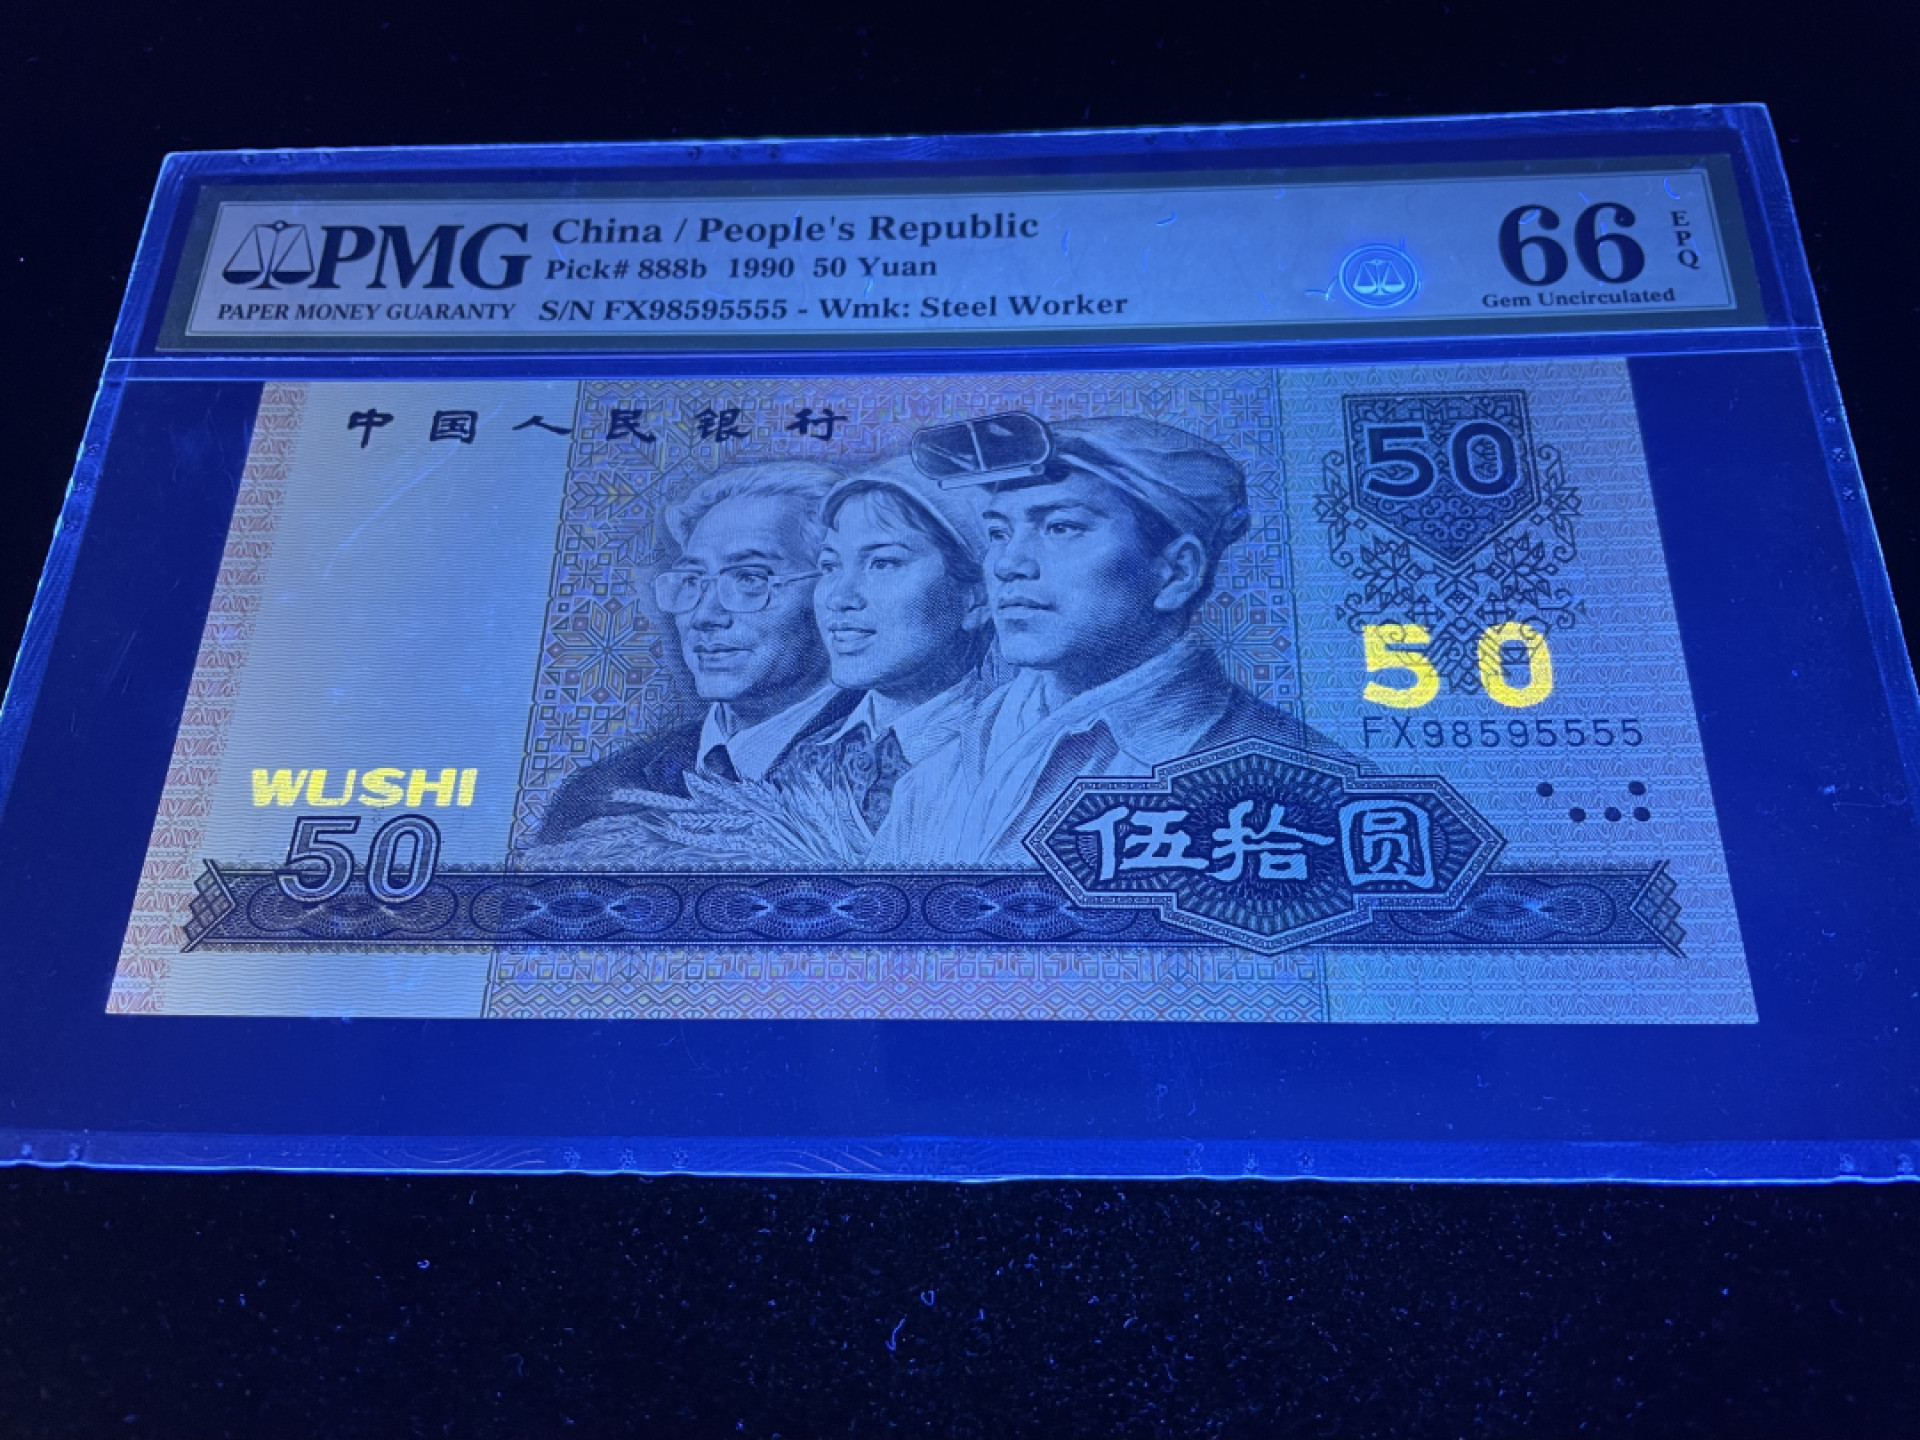 PMG
PAPER MONEY GUARANTY
China / People's Republic
Pick# 888b 1990 50 Yuan
S/N FX98595555 - Wmk: Steel Worker
66
EPQ
Gem Uncirculated
中国人民银行
50
50
FX98595555
WUSHI
50
伍拾圆